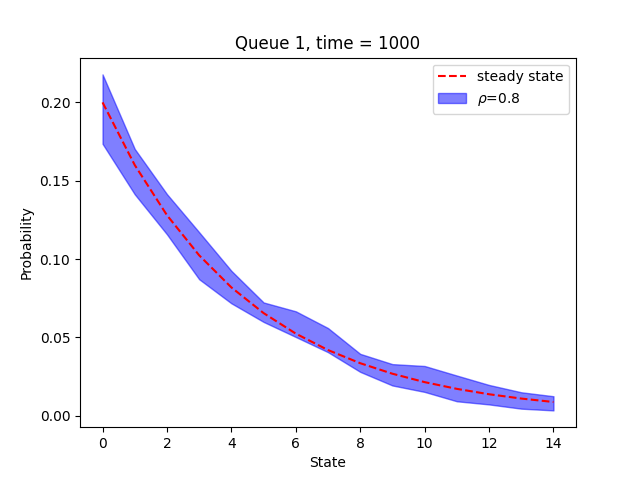 Queue 1, time = 1000
steady state
ρ=0.8
Probability
0.20
0.15
0.10
0.05
0.00
0 2 4 6 8 10 12 14
State